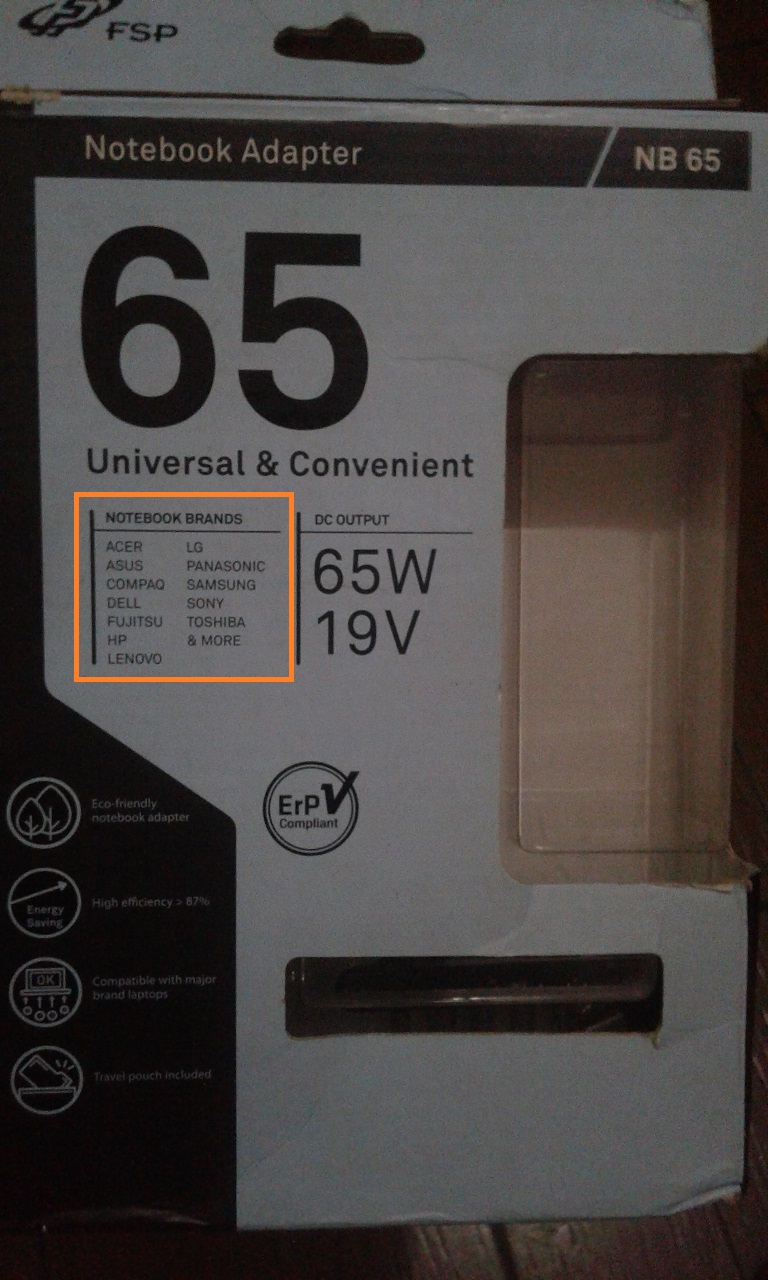 FSP
Notebook Adapter
NB 65
65
Universal & Convenient
NOTEBOOK BRANDS
ACER
ASUS
COMPAQ
DELL
FUJITSU
HP
LENOVO
LG
PANASONIC
SAMSUNG
SONY
TOSHIBA
& MORE
DC OUTPUT
65W
19V
ErP
Compliant
Eco-friendly
notebook adapter
Energy
Saving
High efficiency > 87%
OK
Compatible with major
brand laptops
Travel pouch included